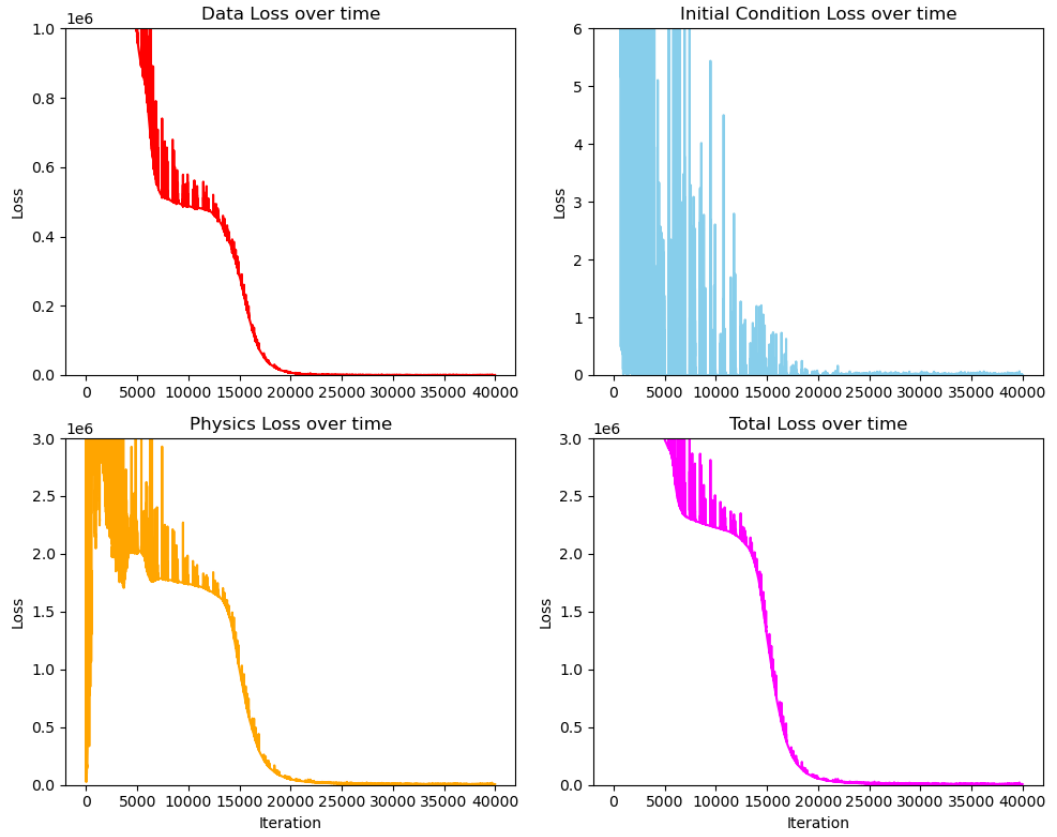 Data Loss over time
1e6
1.0
0.8
0.6
0.4
0.2
0.0
Loss
0 5000 10000 15000 20000 25000 30000 35000 40000
Initial Condition Loss over time
6
5
4
3
2
1
0
Loss
0 5000 10000 15000 20000 25000 30000 35000 40000
Physics Loss over time
1e6
3.0
2.5
2.0
1.5
1.0
0.5
0.0
Loss
0 5000 10000 15000 20000 25000 30000 35000 40000
Iteration
Total Loss over time
1e6
3.0
2.5
2.0
1.5
1.0
0.5
0.0
Loss
0 5000 10000 15000 20000 25000 30000 35000 40000
Iteration